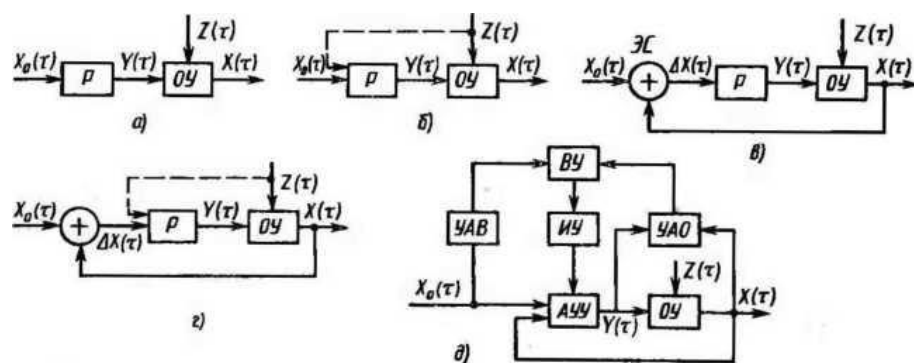 Z(τ)
X₀(τ) Р Y(τ) ОУ X(τ)
а)
Z(τ)
X₀(τ) Р Y(τ) ОУ X(τ)
б)
ЭС Z(τ)
X₀(τ) + ΔX(τ) Р Y(τ) ОУ X(τ)
в)
Z(τ)
X₀(τ) + ΔX(τ) Р Y(τ) ОУ X(τ)
г)
ВУ
УАВ ИУ УАО
Z(τ)
X₀(τ) АУУ Y(τ) ОУ X(τ)
д)